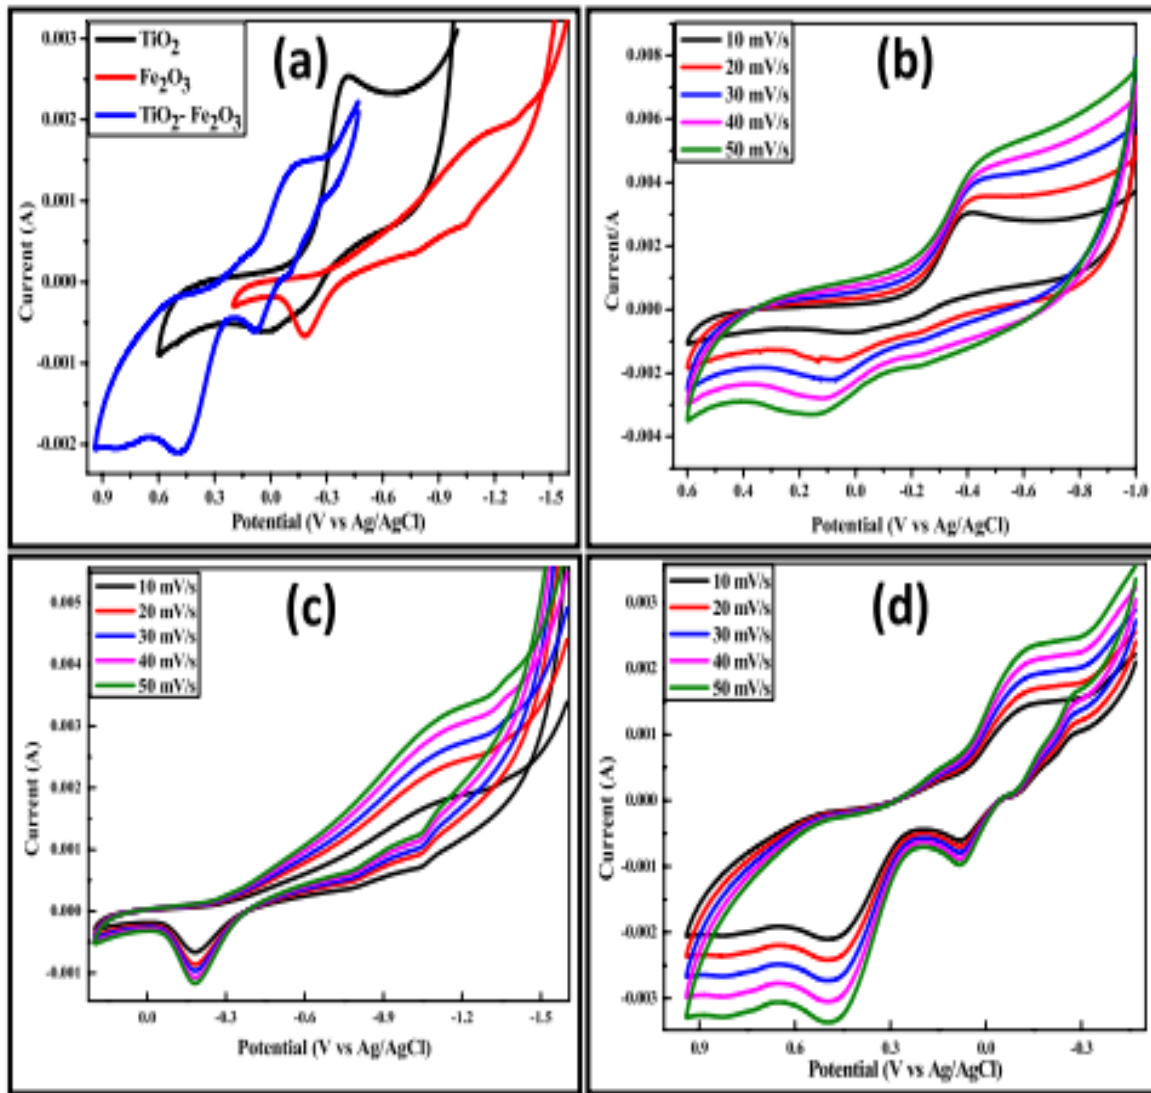 TiO2
Fe2O3
TiO2- Fe2O3
(a)
0.003
0.002
0.001
0.000
-0.001
-0.002
Current (A)
0.9 0.6 0.3 0.0 -0.3 -0.6 -0.9 -1.2 -1.5
Potential (V vs Ag/AgCl)
10 mV/s
20 mV/s
30 mV/s
40 mV/s
50 mV/s
(b)
0.008
0.006
0.004
0.002
0.000
-0.002
-0.004
Current/A
0.6 0.4 0.2 0.0 -0.2 -0.4 -0.6 -0.8 -1.0
Potential (V vs Ag/AgCl)
10 mV/s
20 mV/s
30 mV/s
40 mV/s
50 mV/s
(c)
0.005
0.004
0.003
0.002
0.001
0.000
-0.001
Current (A)
0.0 -0.3 -0.6 -0.9 -1.2 -1.5
Potential (V vs Ag/AgCl)
10 mV/s
20 mV/s
30 mV/s
40 mV/s
50 mV/s
(d)
0.003
0.002
0.001
0.000
-0.001
-0.002
-0.003
Current (A)
0.9 0.6 0.3 0.0 -0.3
Potential (V vs Ag/AgCl)